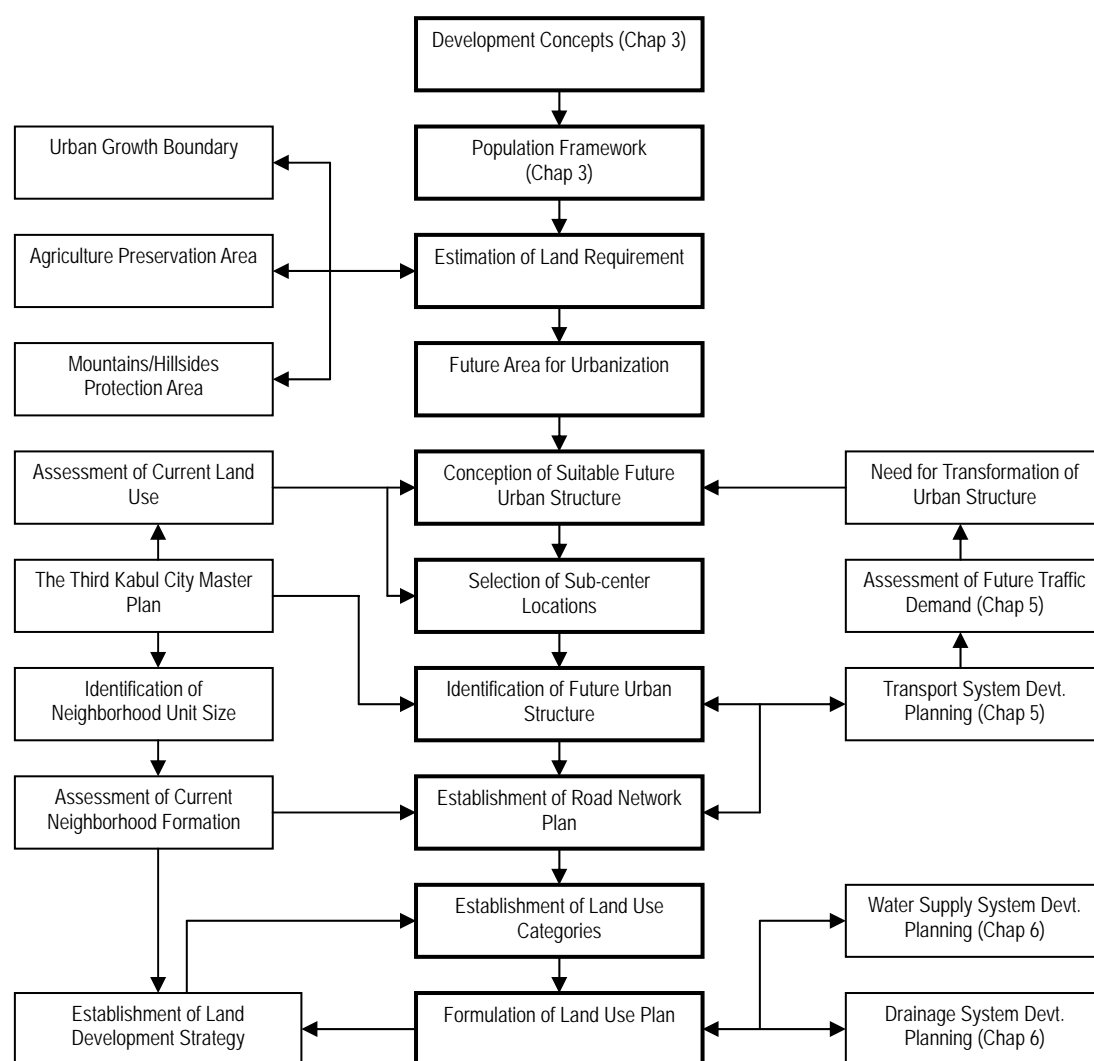 Development Concepts (Chap 3)
Urban Growth Boundary
Population Framework
(Chap 3)
Agriculture Preservation Area
Estimation of Land Requirement
Mountains/Hillsides
Protection Area
Future Area for Urbanization
Assessment of Current Land
Use
Conception of Suitable Future
Urban Structure
Need for Transformation of
Urban Structure
The Third Kabul City Master
Plan
Selection of Sub-center
Locations
Assessment of Future Traffic
Demand (Chap 5)
Identification of
Neighborhood Unit Size
Identification of Future Urban
Structure
Transport System Devt.
Planning (Chap 5)
Assessment of Current
Neighborhood Formation
Establishment of Road Network
Plan
Establishment of Land Use
Categories
Water Supply System Devt.
Planning (Chap 6)
Establishment of Land
Development Strategy
Formulation of Land Use Plan
Drainage System Devt.
Planning (Chap 6)